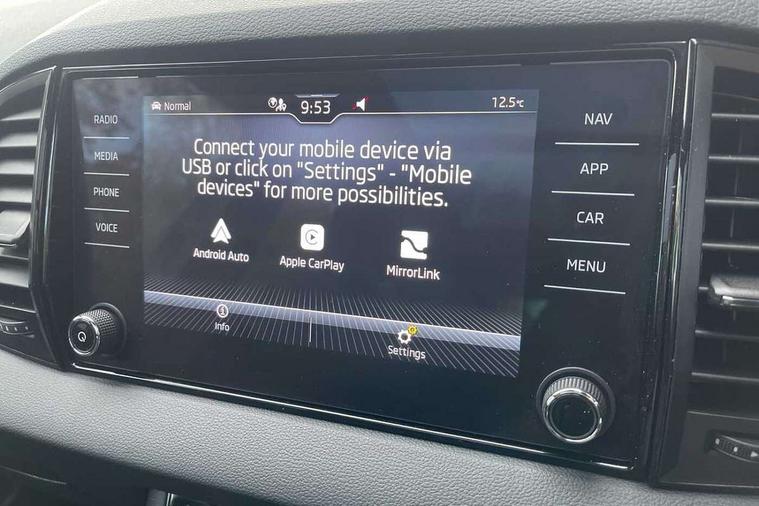 Normal
9:53
12.5°C
RADIO
MEDIA
PHONE
VOICE
Connect your mobile device via
USB or click on "Settings" - "Mobile
devices" for more possibilities.
Android Auto
Apple CarPlay
MirrorLink
Info
Settings
NAV
APP
CAR
MENU